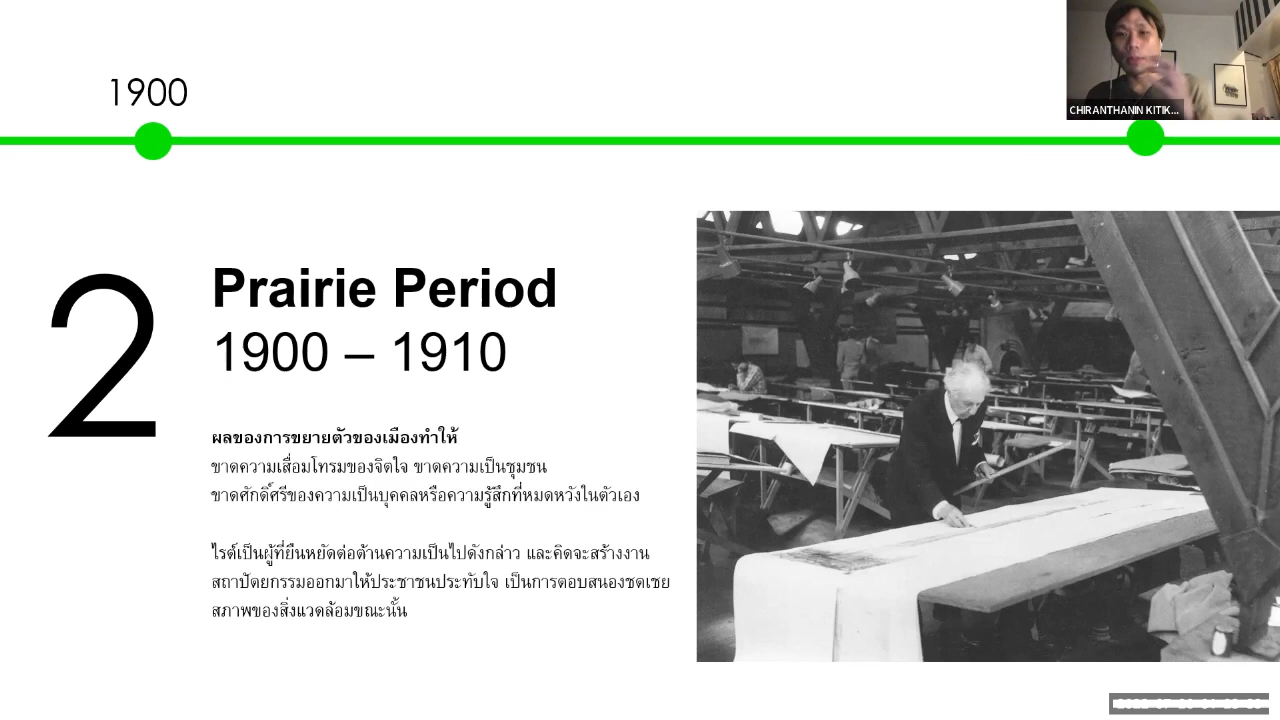 1900
CHIRANTHANIN KITIK...
2
Prairie Period
1900 – 1910
ผลของการขยายตัวของเมืองทำให้
ขาดความเสื่อมโทรมของจิตใจ ขาดความเป็นชุมชน
ขาดศักดิ์ศรีของความเป็นบุคคลหรือความรู้สึกที่หมดหวังในตัวเอง
ไรต์เป็นผู้ที่ยืนหยัดต่อต้านความเป็นไปดังกล่าว และคิดจะสร้างงาน
สถาปัตยกรรมออกมาให้ประชาชนประทับใจ เป็นการตอบสนองชดเชย
สภาพของสิ่งแวดล้อมขณะนั้น